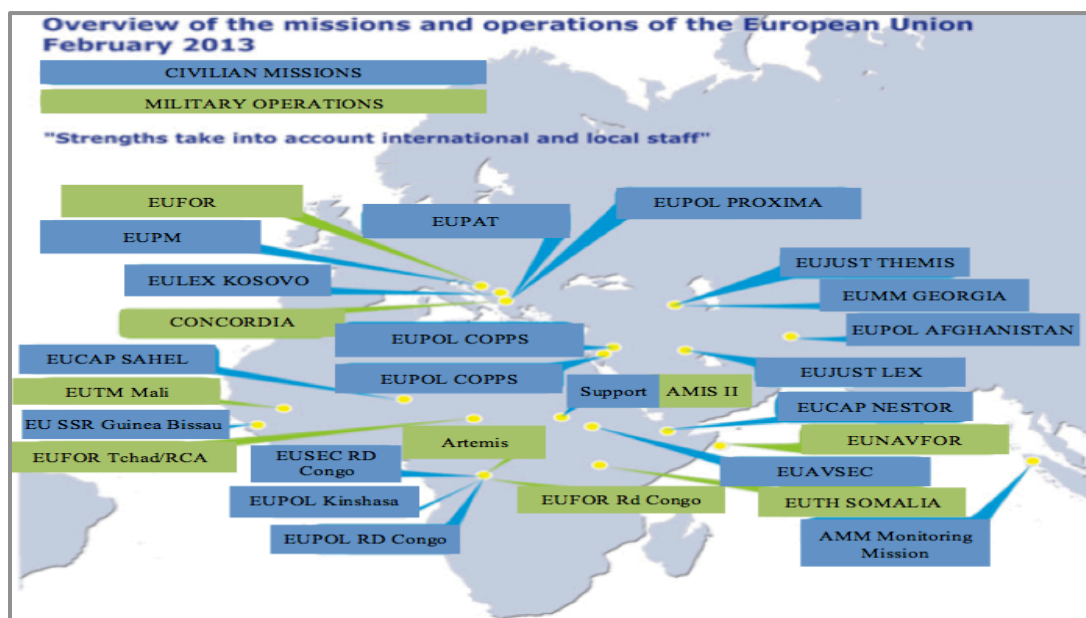 Overview of the missions and operations of the European Union
February 2013
CIVILIAN MISSIONS
MILITARY OPERATIONS
"Strengths take into account international and local staff"
EUFOR
EUPAT
EUPOL PROXIMA
EUPM
EUJUST THEMIS
EULEX KOSOVO
EUMM GEORGIA
CONCORDIA
EUPOL COPPS
EUPOL AFGHANISTAN
EUCAP SAHEL
EUPOL COPPS
EUJUST LEX
EUTM Mali
Support AMIS II
EUCAP NESTOR
EU SSR Guinea Bissau
Artemis
EUNAVFOR
EUFOR Tchad/RCA
EUSEC RD
Congo
EUAVSEC
EUPOL Kinshasa
EUFOR Rd Congo
EUTH SOMALIA
EUPOL RD Congo
AMM Monitoring
Mission